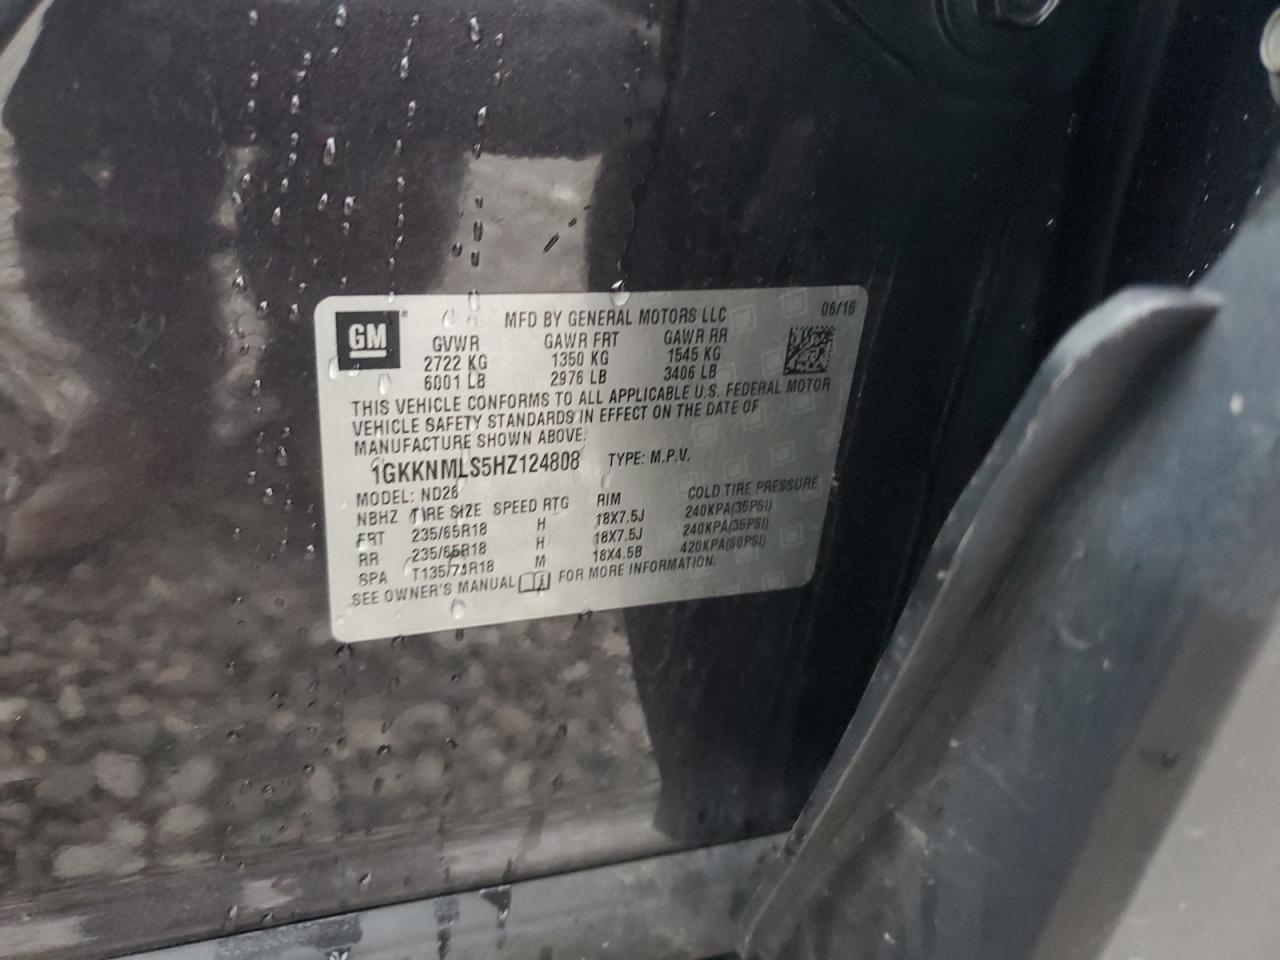 GM®
MFD BY GENERAL MOTORS LLC 06/16
GVWR GAWR FRT GAWR RR
2722 KG 1350 KG 1545 KG
6001 LB 2976 LB 3406 LB
THIS VEHICLE CONFORMS TO ALL APPLICABLE U.S. FEDERAL MOTOR
VEHICLE SAFETY STANDARDS IN EFFECT ON THE DATE OF
MANUFACTURE SHOWN ABOVE.
1GKKNMLS5HZ124808 TYPE: M.P.V.
MODEL: ND26
NBHZ TIRE SIZE SPEED RTG RIM COLD TIRE PRESSURE
FRT 235/65R18 H 18X7.5J 240KPA(35PSI)
RR 235/65R18 H 18X7.5J 240KPA(35PSI)
SPA M 18X4.5B 420KPA(60PSI)
SEE OWNER'S MANUAL FOR MORE INFORMATION.